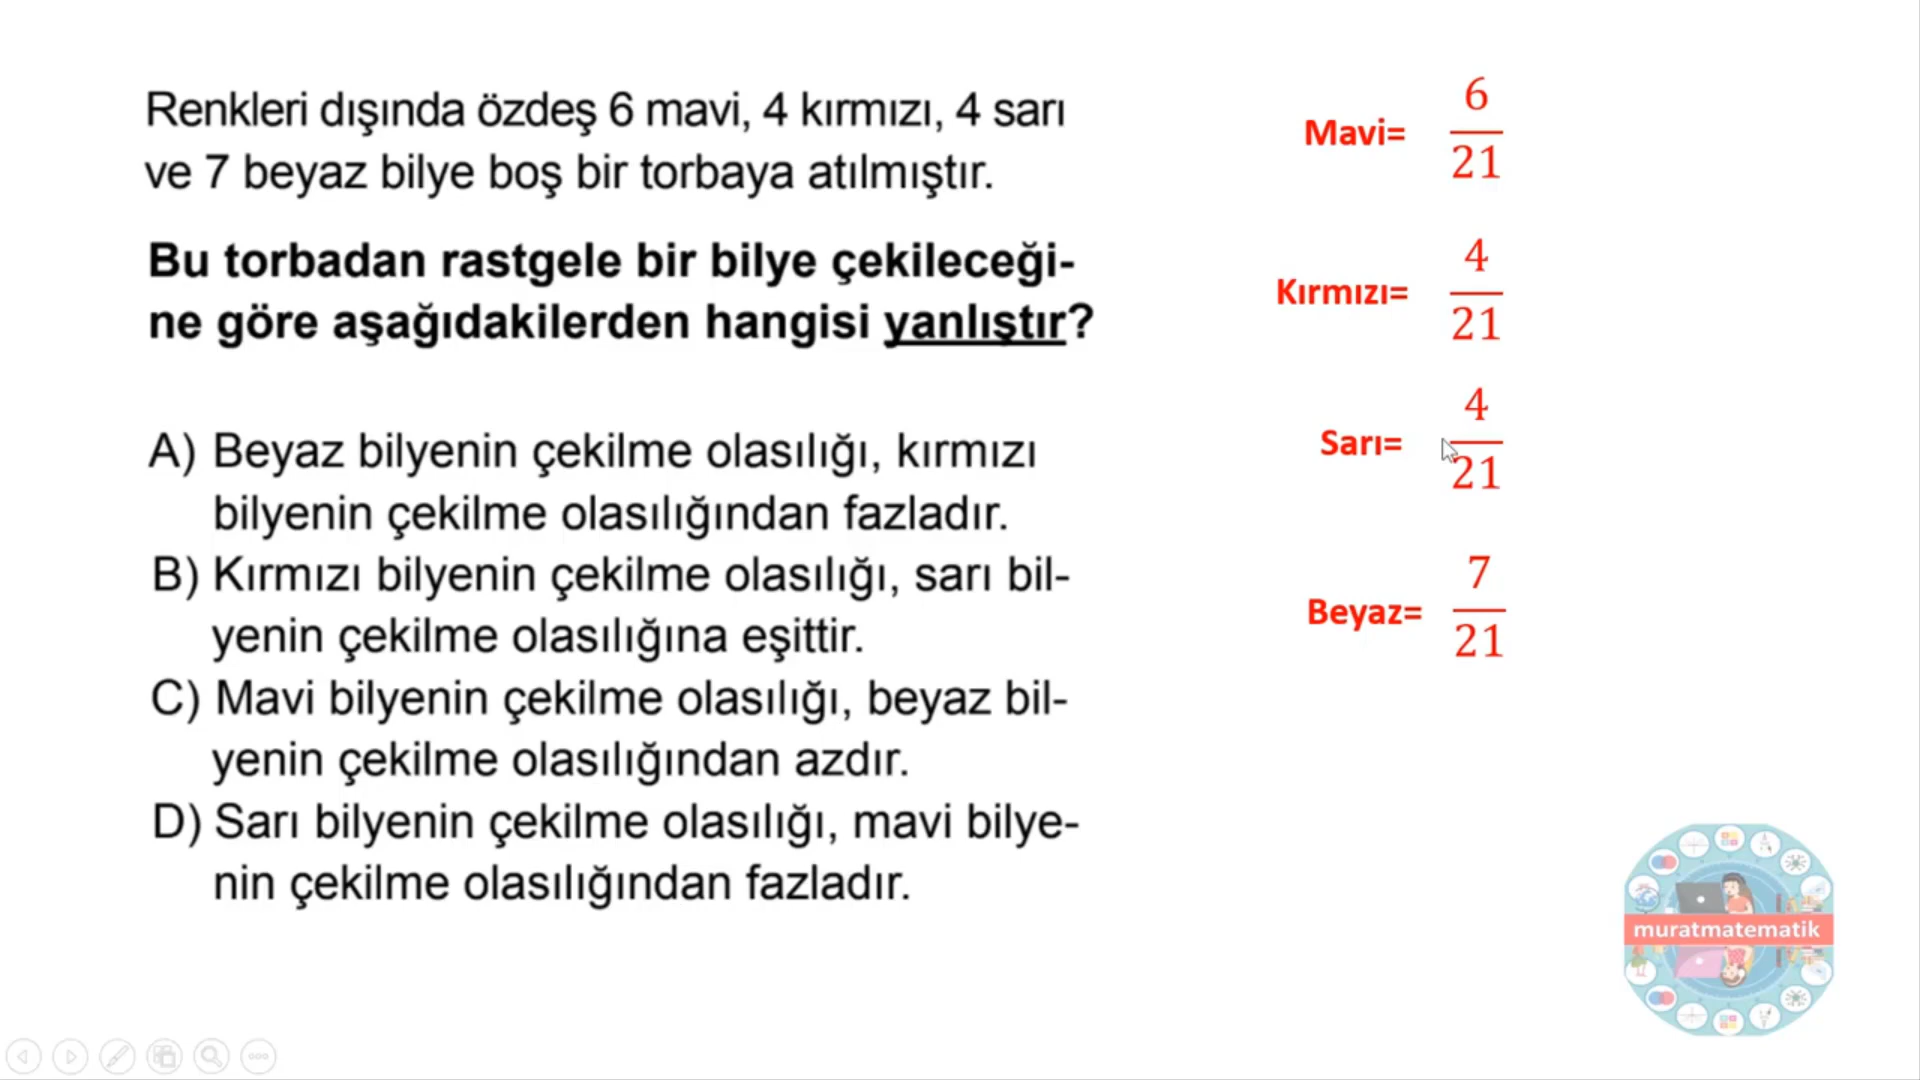 Renkleri dışında özdeş 6 mavi, 4 kırmızı, 4 sarı
ve 7 beyaz bilye boş bir torbaya atılmıştır.
Bu torbadan rastgele bir bilye çekileceği-
ne göre aşağıdakilerden hangisi yanlıştır?
A) Beyaz bilyenin çekilme olasılığı, kırmızı
bilyenin çekilme olasılığından fazladır.
B) Kırmızı bilyenin çekilme olasılığı, sarı bil-
yenin çekilme olasılığına eşittir.
C) Mavi bilyenin çekilme olasılığı, beyaz bil-
yenin çekilme olasılığından azdır.
D) Sarı bilyenin çekilme olasılığı, mavi bilye-
nin çekilme olasılığından fazladır.
Mavi= 6/21
Kırmızı= 4/21
Sarı= 4/21
Beyaz= 7/21
muratmatematik